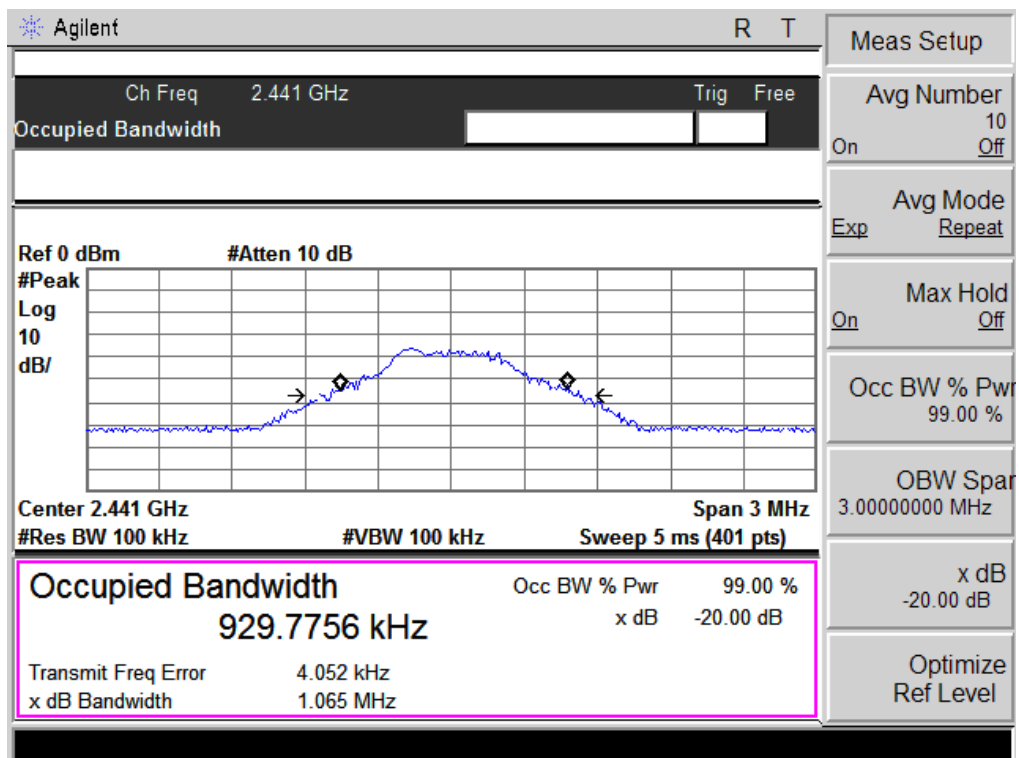 Agilent R T
Ch Freq 2.441 GHz Trig Free
Occupied Bandwidth
Ref 0 dBm #Atten 10 dB
#Peak
Log
10
dB/
Center 2.441 GHz Span 3 MHz
#Res BW 100 kHz #VBW 100 kHz Sweep 5 ms (401 pts)
Occupied Bandwidth
929.7756 kHz
Occ BW % Pwr 99.00 %
x dB -20.00 dB
Transmit Freq Error 4.052 kHz
x dB Bandwidth 1.065 MHz
Meas Setup
Avg Number
10
On Off
Avg Mode
Exp Repeat
Max Hold
On Off
Occ BW % Pwr
99.00 %
OBW Span
3.00000000 MHz
x dB
-20.00 dB
Optimize
Ref Level